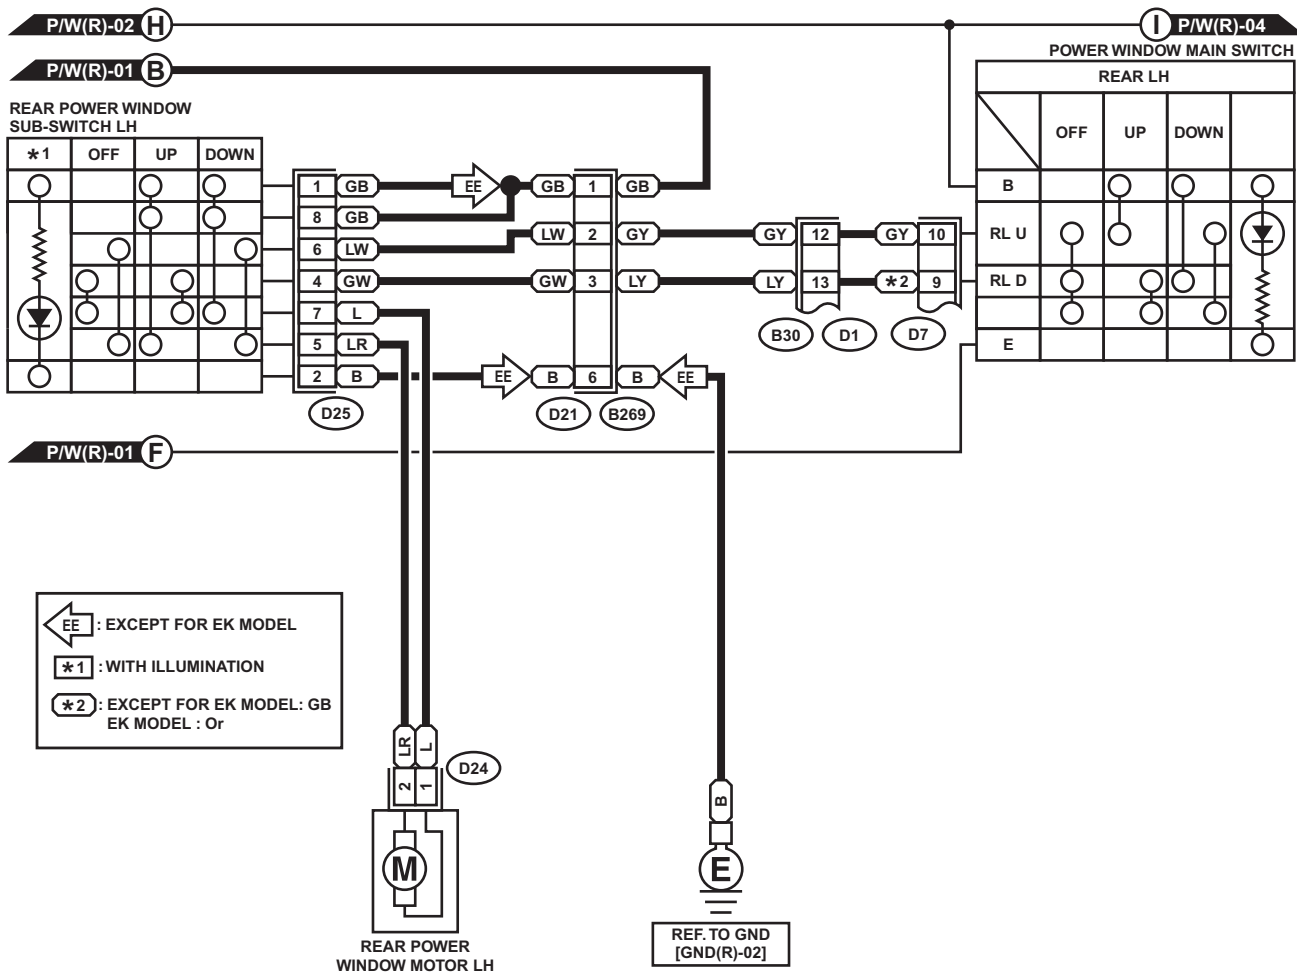 P/W(R)-02 H
I P/W(R)-04
P/W(R)-01 B
POWER WINDOW MAIN SWITCH
REAR LH
OFF UP DOWN
B
RL U
RL D
E
REAR POWER WINDOW
SUB-SWITCH LH
*1 OFF UP DOWN
1 GB EE GB 1 GB
8 GB
6 LW LW 2 GY GY 12 GY 10
4 GW GW 3 LY LY 13 *2 9
7 L
5 LR
2 B EE B 6 B EE
B30 D1 D7
D25 D21 B269
P/W(R)-01 F
EE : EXCEPT FOR EK MODEL
*1 : WITH ILLUMINATION
*2 : EXCEPT FOR EK MODEL: GB
EK MODEL : Or
LR L
2 1
D24
M
REAR POWER
WINDOW MOTOR LH
B
E
REF. TO GND
[GND(R)-02]